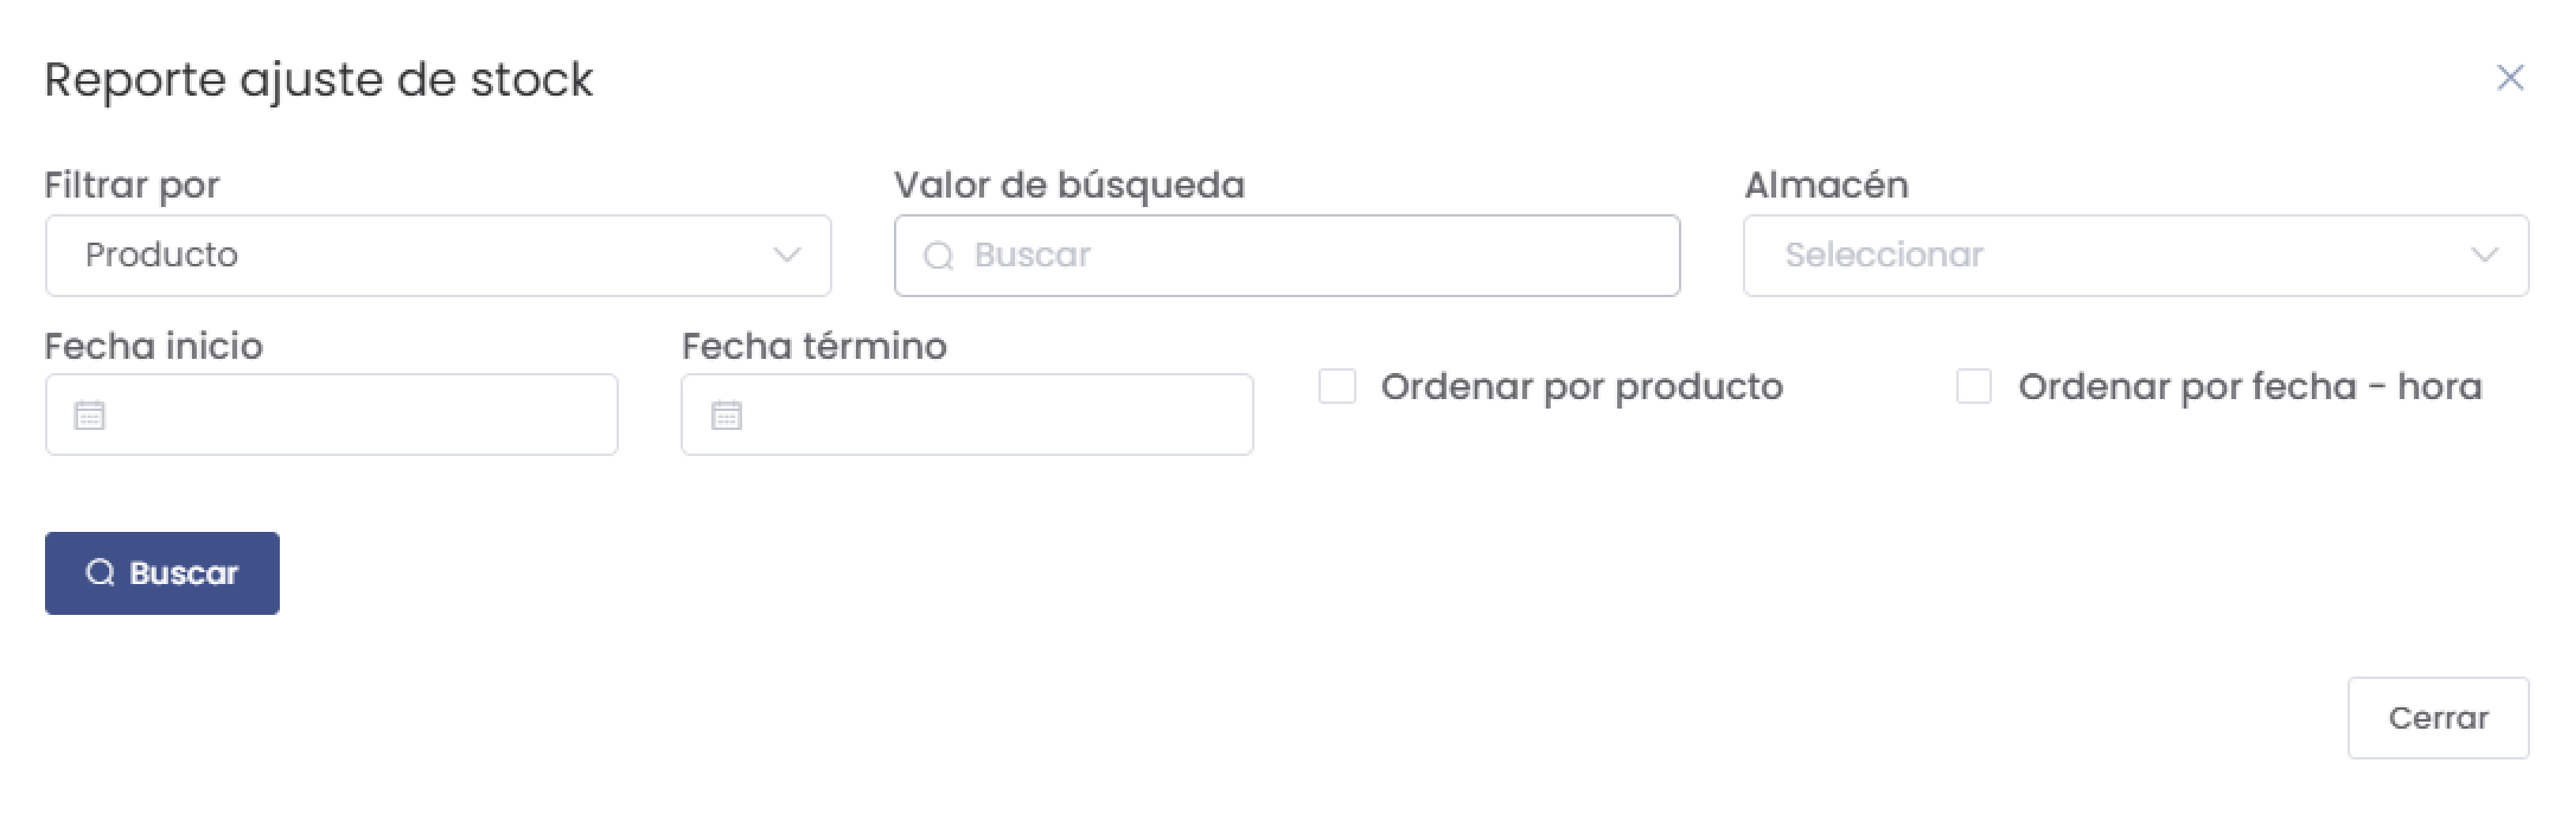 Reporte ajuste de stock
Filtrar por
Valor de búsqueda
Almacén
Producto
Buscar
Seleccionar
Fecha inicio
Fecha término
Ordenar por producto
Ordenar por fecha - hora
Buscar
Cerrar